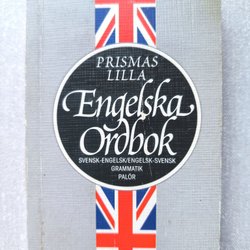 PRISMAS
LILLA
Engelska
Ordbok
SVENSK-ENGELSK/ENGELSK-SVENSK
GRAMMATIK
PALÖR